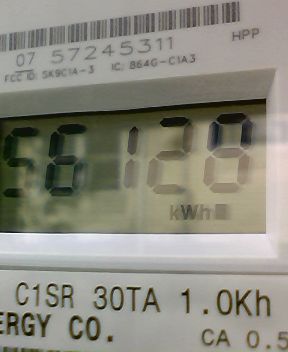 07 57245311
HPP
FCC ID: SK9C1A-3 IC: 864G-C1A3
56128
kWh
C1SR 30TA 1.0Kh
ERGY CO.
CA 0.5